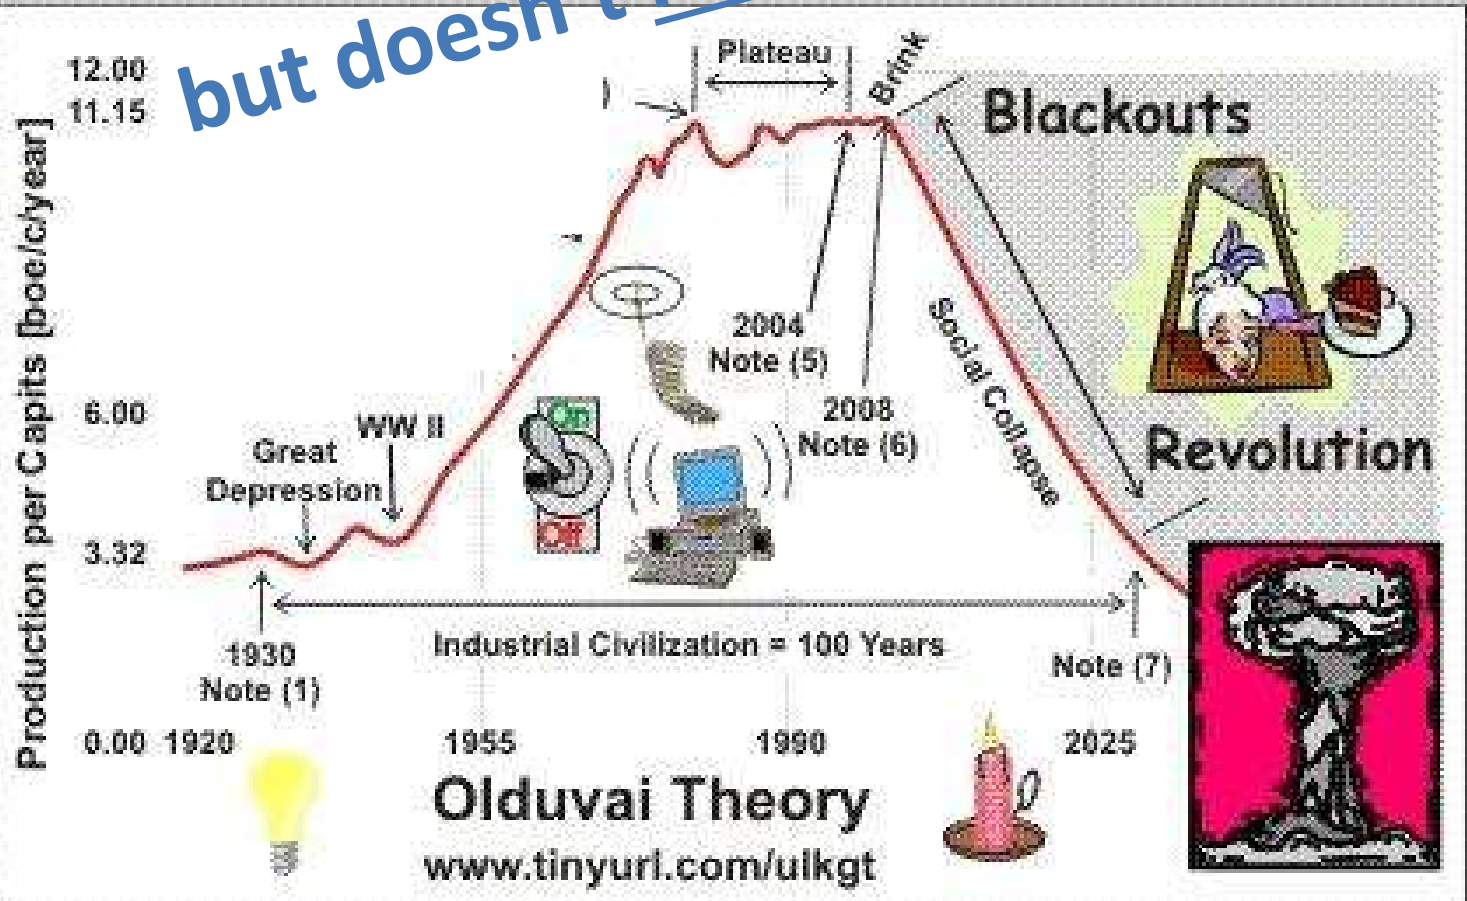 but doesn't
Plateau
Brink
12.00
11.15
Blackouts
Production per Capits [boe/c/year]
2004
Note (5)
Social Collapse
6.00
On
2008
Note (6)
WW II
Great
Depression
Revolution
Off
3.32
Industrial Civilization = 100 Years
1930
Note (1)
Note (7)
0.00 1920 1955 1990 2025
Olduvai Theory
www.tinyurl.com/ulkgt